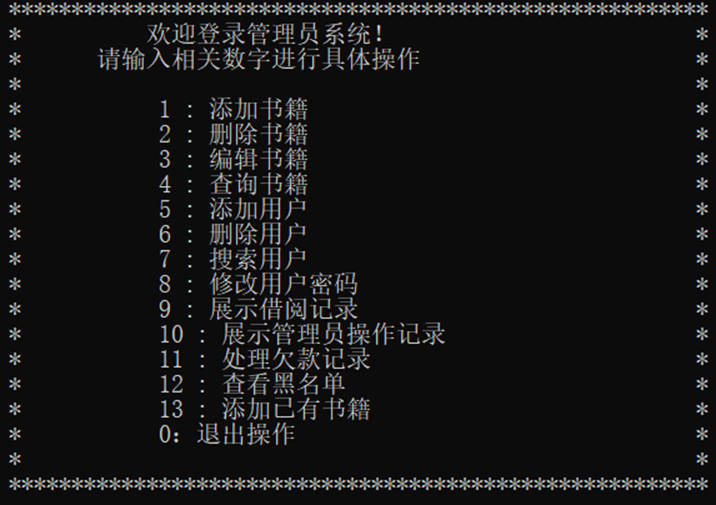 *********************************************************
* 欢迎登录管理员系统! *
* 请输入相关数字进行具体操作 *
* *
* 1 : 添加书籍 *
* 2 : 删除书籍 *
* 3 : 编辑书籍 *
* 4 : 查询书籍 *
* 5 : 添加用户 *
* 6 : 删除用户 *
* 7 : 搜索用户 *
* 8 : 修改用户密码 *
* 9 : 展示借阅记录 *
* 10 : 展示管理员操作记录 *
* 11 : 处理欠款记录 *
* 12 : 查看黑名单 *
* 13 : 添加已有书籍 *
* 0: 退出操作 *
* *
*********************************************************